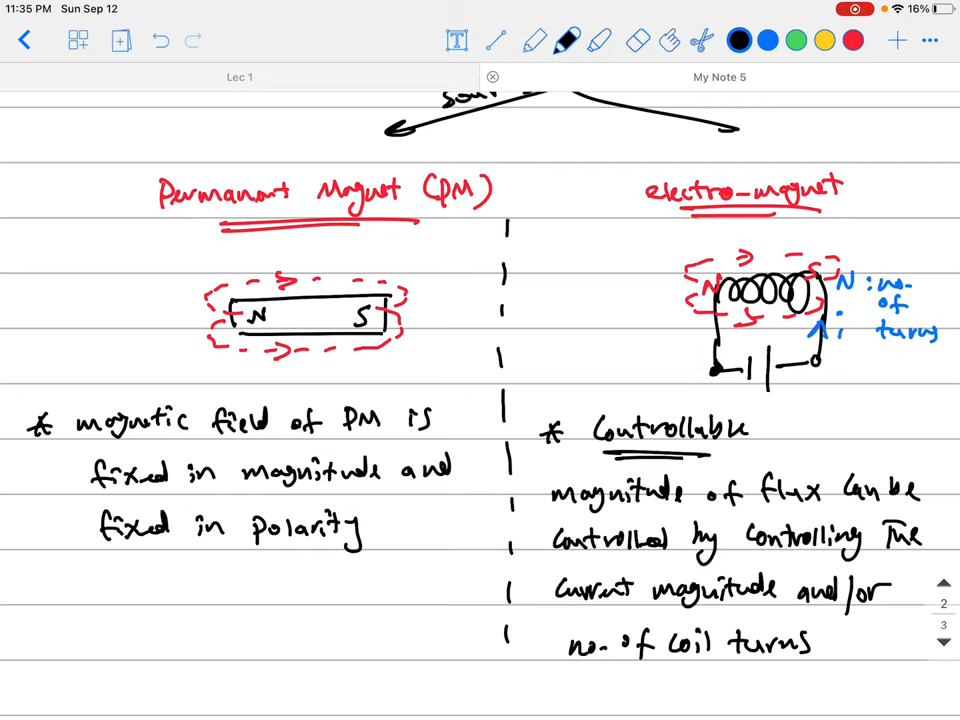 11:35 PM Sun Sep 12
16%
Lec 1
My Note 5
Permanant Magnet (PM)
electro-magnet
N S
N S
N : no.
of
turns
i
* magnetic field of PM is
fixed in magnitude and
fixed in polarity
* Controllable
magnitude of flux can be
controlled by controlling The
current magnitude and/or
no. of coil turns
2
3